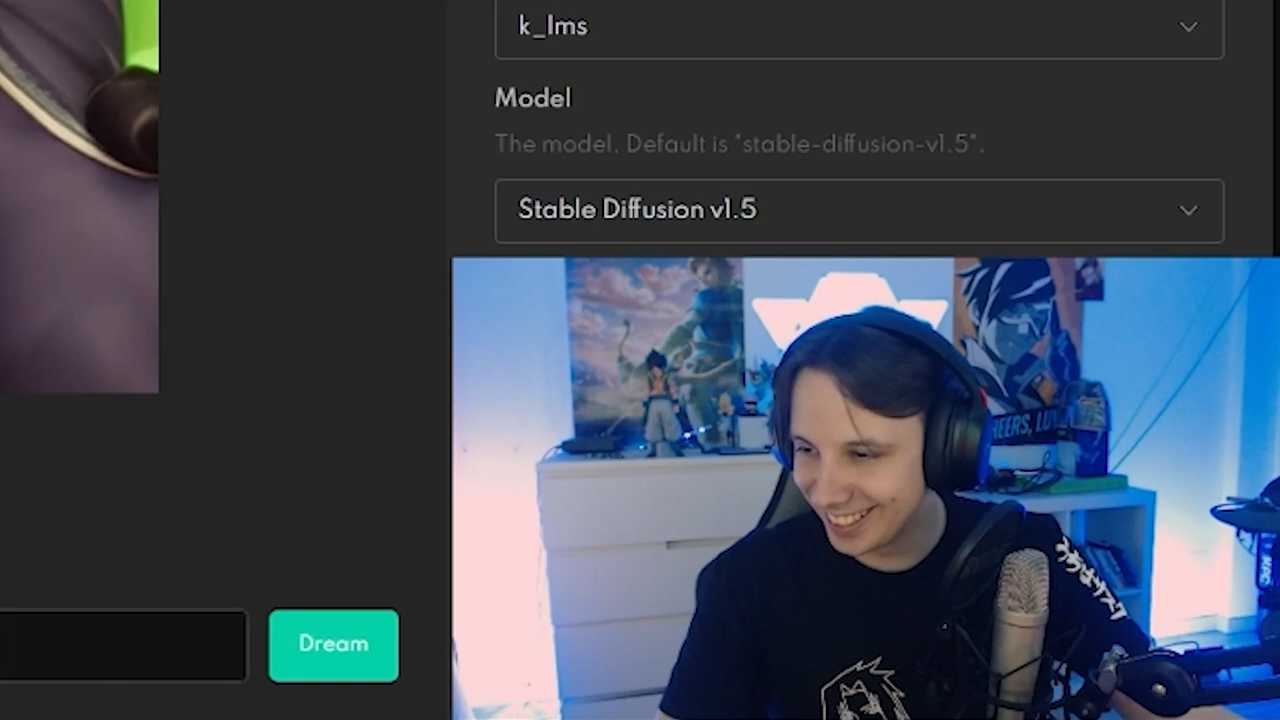 k_lms
Model
The model. Default is "stable-diffusion-v1.5".
Stable Diffusion v1.5
Dream